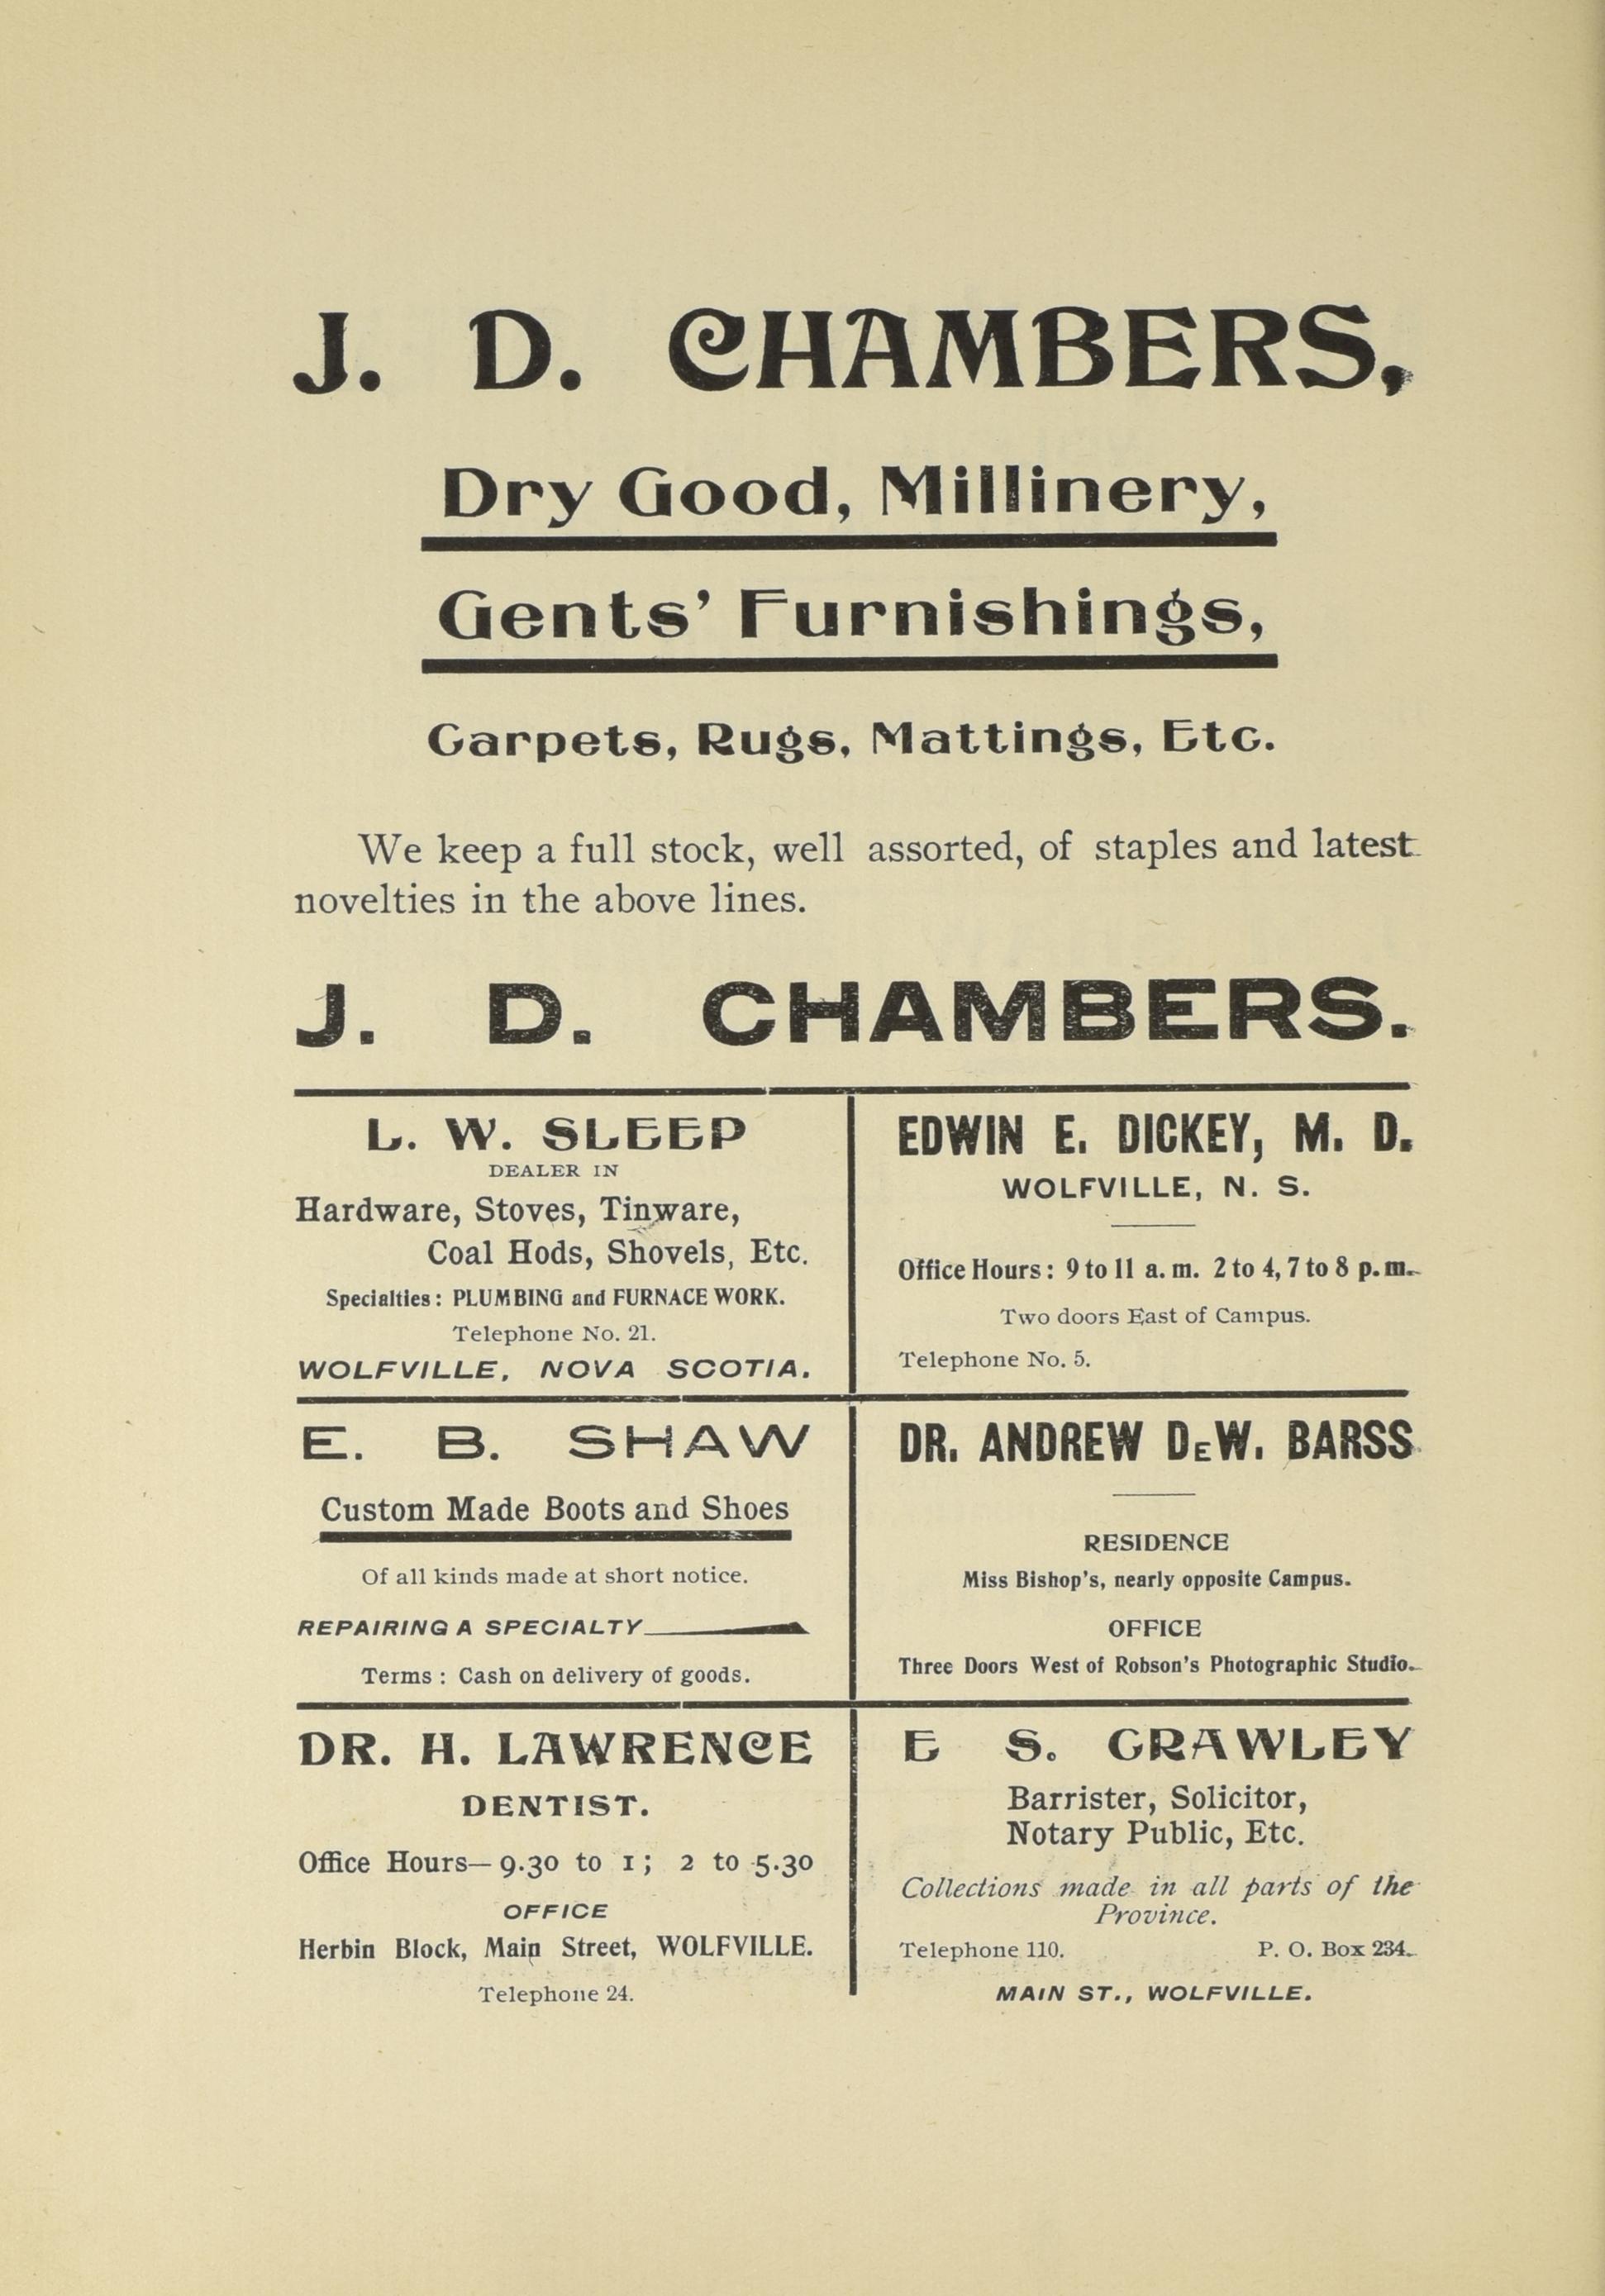 J. D. CHAMBERS,
Dry Good, Millinery,
Gents' Furnishings,
Carpets, Rugs, Mattings, Etc.
We keep a full stock, well assorted, of staples and latest
novelties in the above lines.
J. D. CHAMBERS.
L. W. SLEEP
DEALER IN
Hardware, Stoves, Tinware,
Coal Hods, Shovels, Etc.
Specialties: PLUMBING and FURNACE WORK.
Telephone No. 21.
WOLFVILLE, NOVA SCOTIA.
EDWIN E. DICKEY, M. D.
WOLFVILLE, N. S.
Office Hours: 9 to 11 a. m. 2 to 4, 7 to 8 p. m.
Two doors East of Campus.
Telephone No. 5.
E. B. SHAW
Custom Made Boots and Shoes
Of all kinds made at short notice.
REPAIRING A SPECIALTY
Terms: Cash on delivery of goods.
DR. ANDREW DeW. BARSS
RESIDENCE
Miss Bishop's, nearly opposite Campus.
OFFICE
Three Doors West of Robson's Photographic Studio.
DR. H. LAWRENCE
DENTIST.
Office Hours—9.30 to 1; 2 to 5.30
OFFICE
Herbin Block, Main Street, WOLFVILLE.
Telephone 24.
E S. CRAWLEY
Barrister, Solicitor,
Notary Public, Etc.
Collections made in all parts of the
Province.
Telephone 110. P. O. Box 234.
MAIN ST., WOLFVILLE.